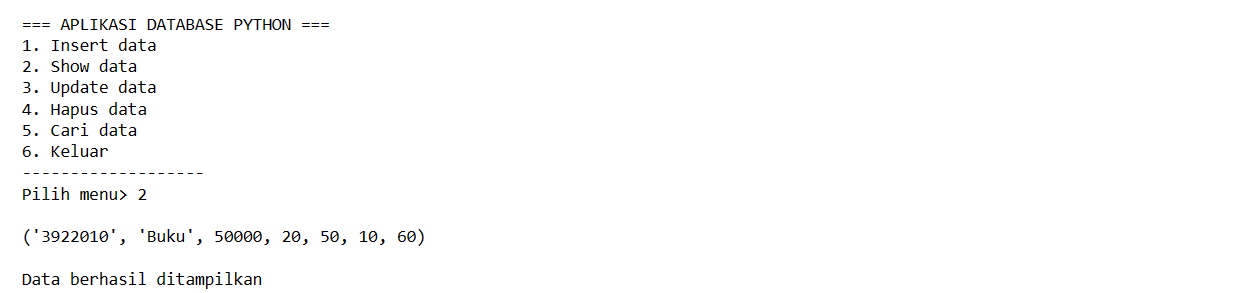 === APLIKASI DATABASE PYTHON ===
1. Insert data
2. Show data
3. Update data
4. Hapus data
5. Cari data
6. Keluar
-------------------
Pilih menu> 2
('3922010', 'Buku', 50000, 20, 50, 10, 60)
Data berhasil ditampilkan